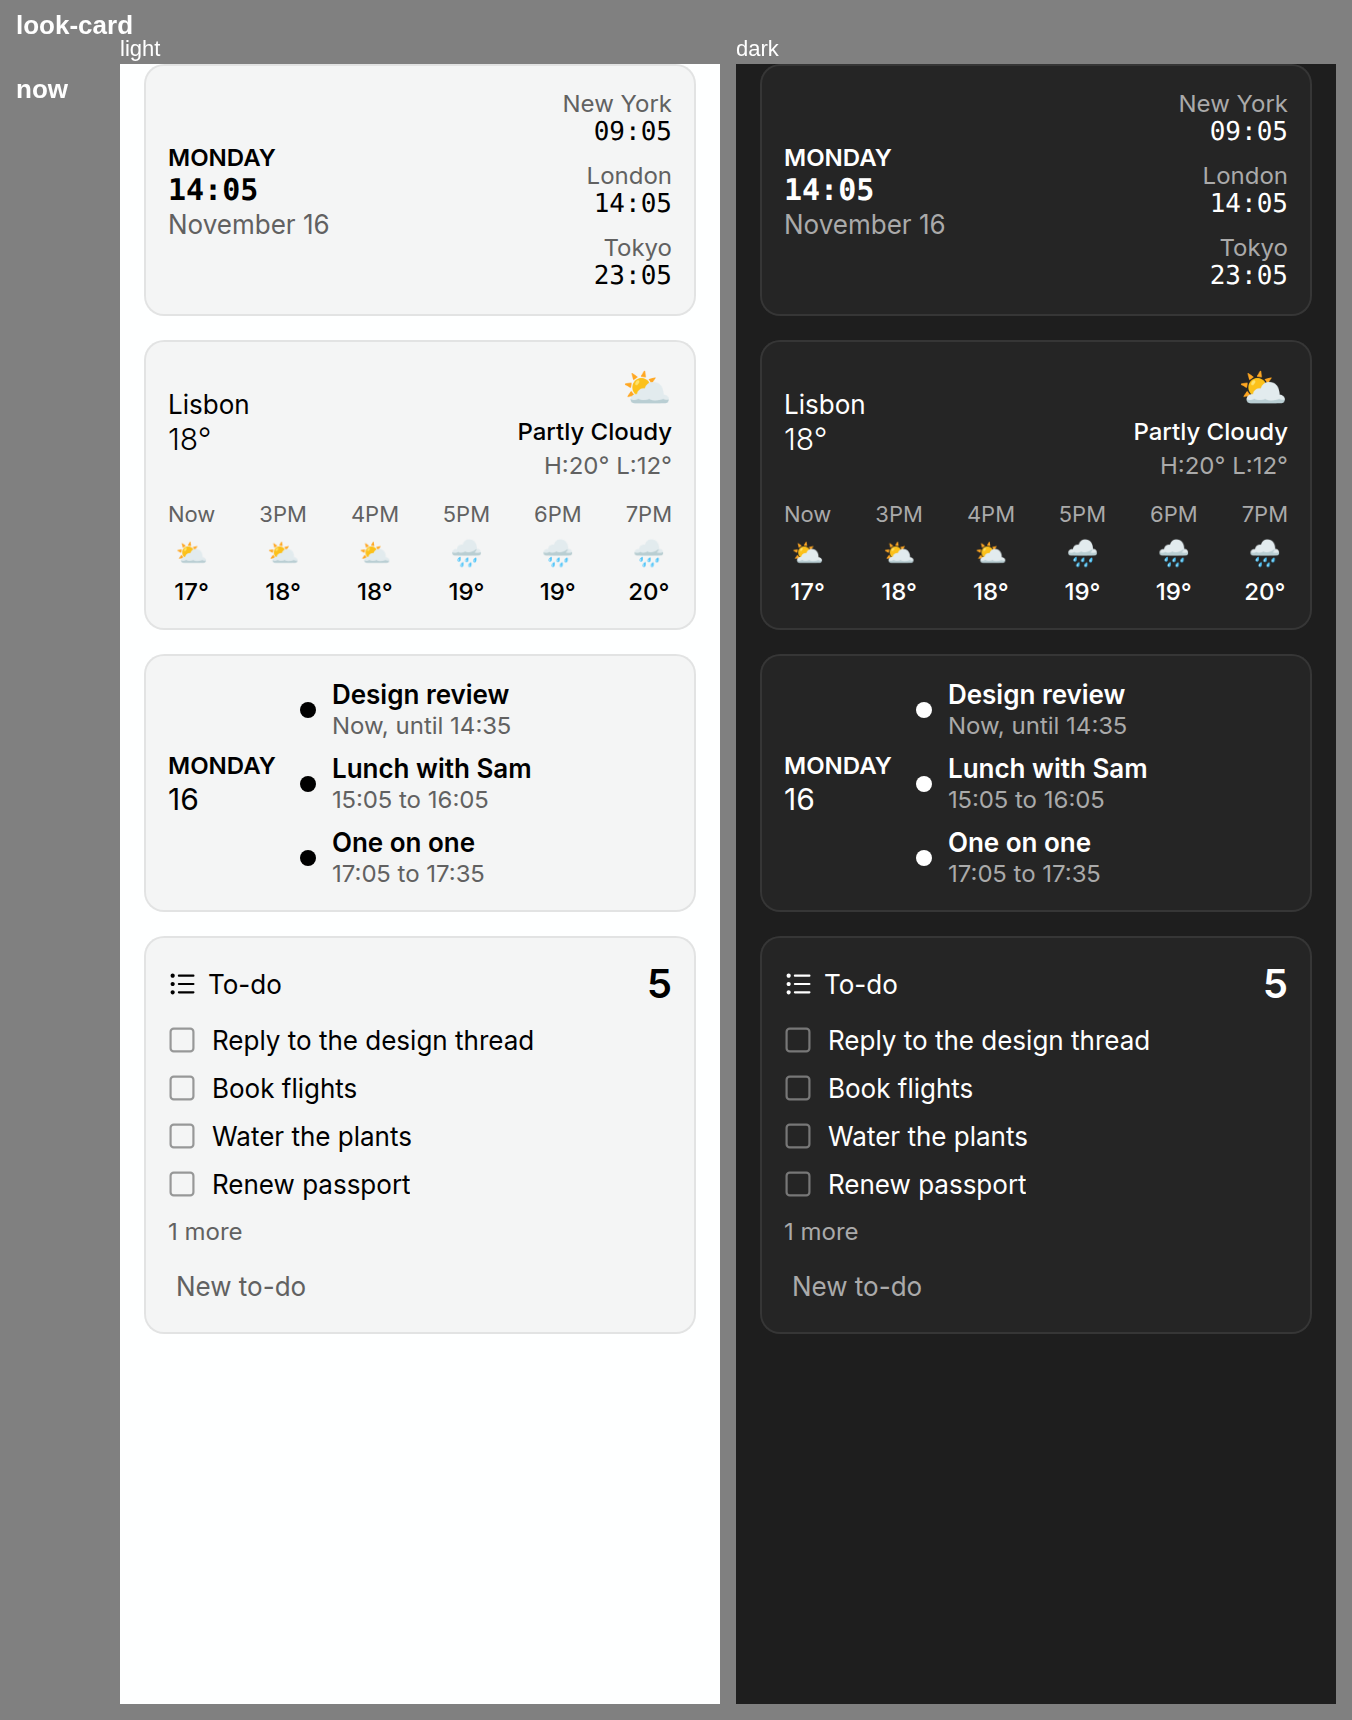 look-card
light
dark
now
MONDAY
14:05
November 16
New York
09:05
London
14:05
Tokyo
23:05
Lisbon
18°
Partly Cloudy
H:20° L:12°
Now 3PM 4PM 5PM 6PM 7PM
17° 18° 18° 19° 19° 20°
MONDAY
16
Design review
Now, until 14:35
Lunch with Sam
15:05 to 16:05
One on one
17:05 to 17:35
To-do 5
Reply to the design thread
Book flights
Water the plants
Renew passport
1 more
New to-do
MONDAY
14:05
November 16
New York
09:05
London
14:05
Tokyo
23:05
Lisbon
18°
Partly Cloudy
H:20° L:12°
Now 3PM 4PM 5PM 6PM 7PM
17° 18° 18° 19° 19° 20°
MONDAY
16
Design review
Now, until 14:35
Lunch with Sam
15:05 to 16:05
One on one
17:05 to 17:35
To-do 5
Reply to the design thread
Book flights
Water the plants
Renew passport
1 more
New to-do